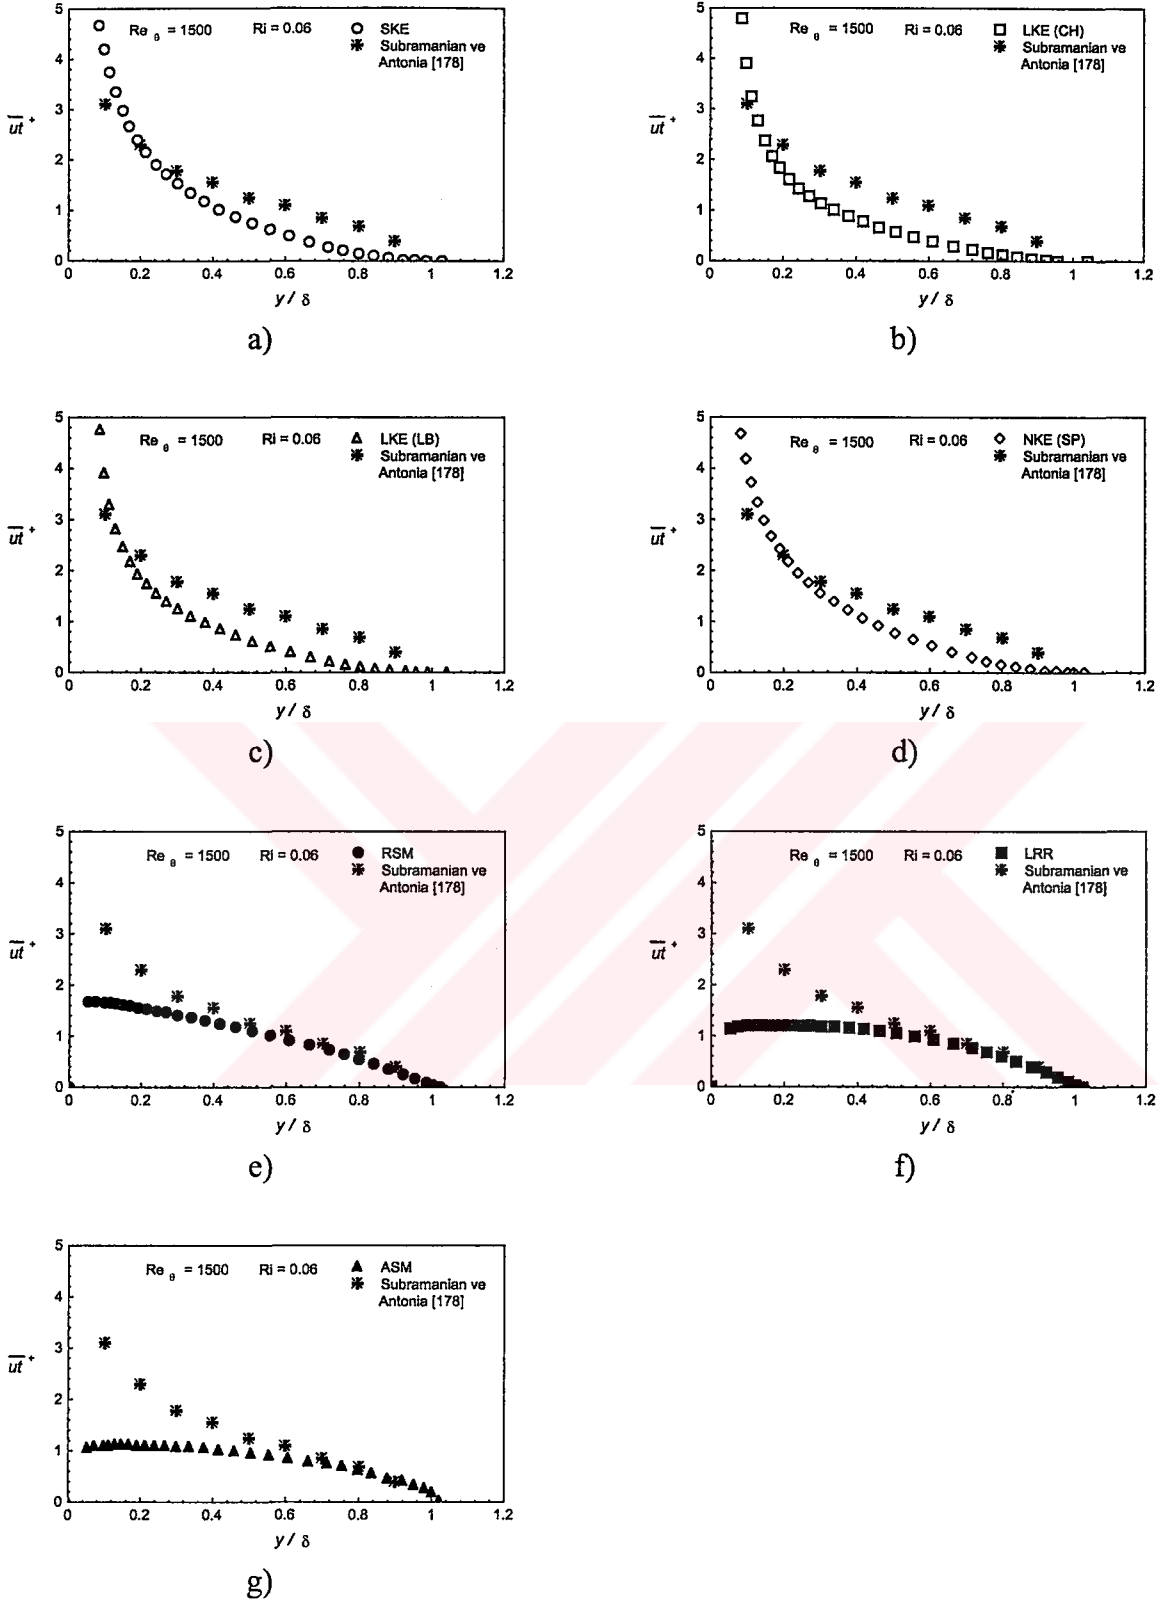 Re θ = 1500 Ri = 0.06 SKE
Subramanian ve
Antonia [178]
5
4
3
2
1
0
ut +
0 0.2 0.4 0.6 0.8 1 1.2
y / δ
a)
Re θ = 1500 Ri = 0.06 LKE (CH)
Subramanian ve
Antonia [178]
5
4
3
2
1
0
ut +
0 0.2 0.4 0.6 0.8 1 1.2
y / δ
b)
Re θ = 1500 Ri = 0.06 LKE (LB)
Subramanian ve
Antonia [178]
5
4
3
2
1
0
ut +
0 0.2 0.4 0.6 0.8 1 1.2
y / δ
c)
Re θ = 1500 Ri = 0.06 NKE (SP)
Subramanian ve
Antonia [178]
5
4
3
2
1
0
ut +
0 0.2 0.4 0.6 0.8 1 1.2
y / δ
d)
Re θ = 1500 Ri = 0.06 RSM
Subramanian ve
Antonia [178]
5
4
3
2
1
0
ut +
0 0.2 0.4 0.6 0.8 1 1.2
y / δ
e)
Re θ = 1500 Ri = 0.06 LRR
Subramanian ve
Antonia [178]
5
4
3
2
1
0
ut +
0 0.2 0.4 0.6 0.8 1 1.2
y / δ
f)
Re θ = 1500 Ri = 0.06 ASM
Subramanian ve
Antonia [178]
5
4
3
2
1
0
ut +
0 0.2 0.4 0.6 0.8 1 1.2
y / δ
g)